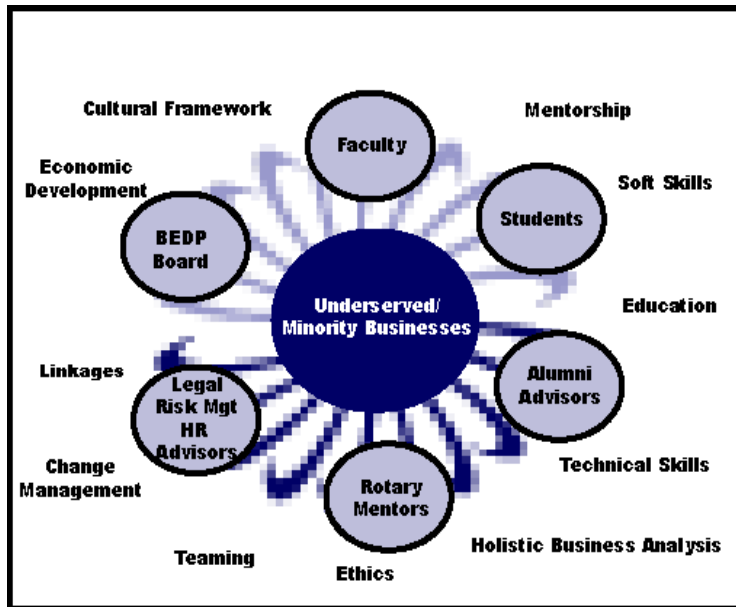 Cultural Framework
Mentorship
Faculty
Economic
Development
Soft Skills
BEDP
Board
Students
Underserved/
Minority Businesses
Education
Linkages
Legal
Risk Mgt
HR
Advisors
Alumni
Advisors
Change
Management
Technical Skills
Rotary
Mentors
Holistic Business Analysis
Teaming
Ethics